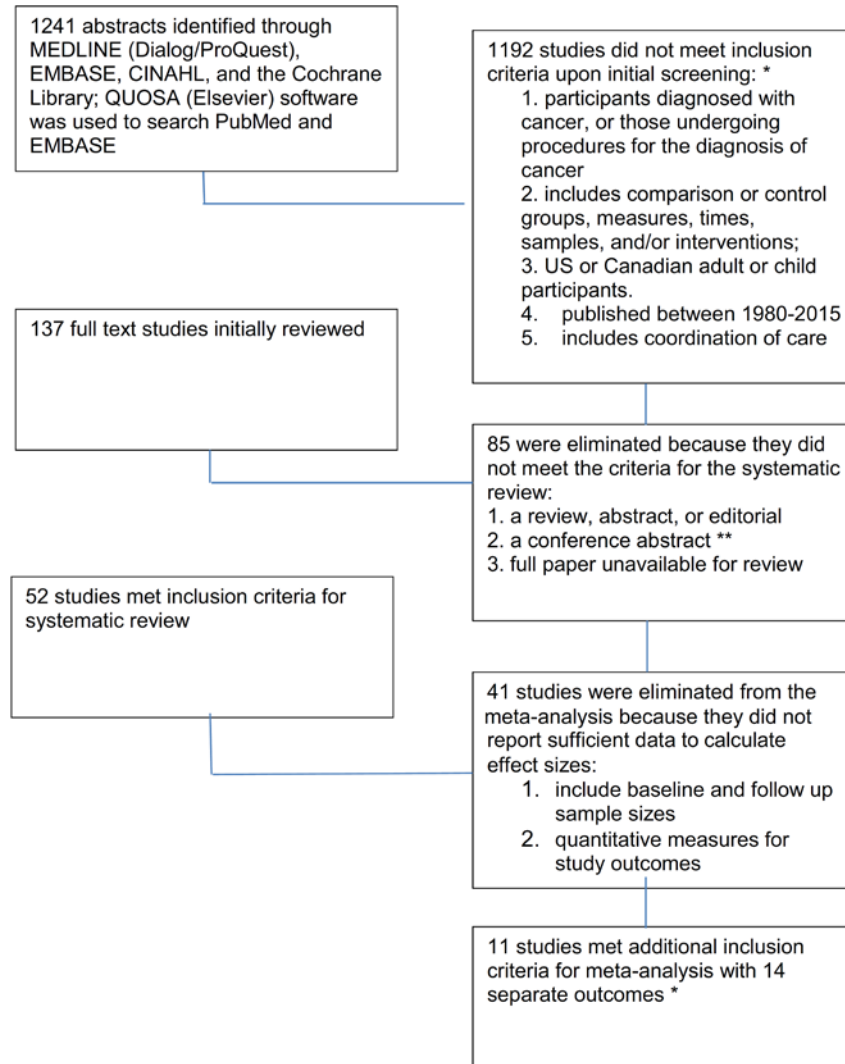 1241 abstracts identified through
MEDLINE (Dialog/ProQuest),
EMBASE, CINAHL, and the Cochrane
Library; QUOSA (Elsevier) software
was used to search PubMed and
EMBASE
1192 studies did not meet inclusion
criteria upon initial screening: *
1. participants diagnosed with
cancer, or those undergoing
procedures for the diagnosis of
cancer
2. includes comparison or control
groups, measures, times,
samples, and/or interventions;
3. US or Canadian adult or child
participants.
4. published between 1980-2015
5. includes coordination of care
137 full text studies initially reviewed
85 were eliminated because they did
not meet the criteria for the systematic
review:
1. a review, abstract, or editorial
2. a conference abstract **
3. full paper unavailable for review
52 studies met inclusion criteria for
systematic review
41 studies were eliminated from the
meta-analysis because they did not
report sufficient data to calculate
effect sizes:
1. include baseline and follow up
sample sizes
2. quantitative measures for
study outcomes
11 studies met additional inclusion
criteria for meta-analysis with 14
separate outcomes *